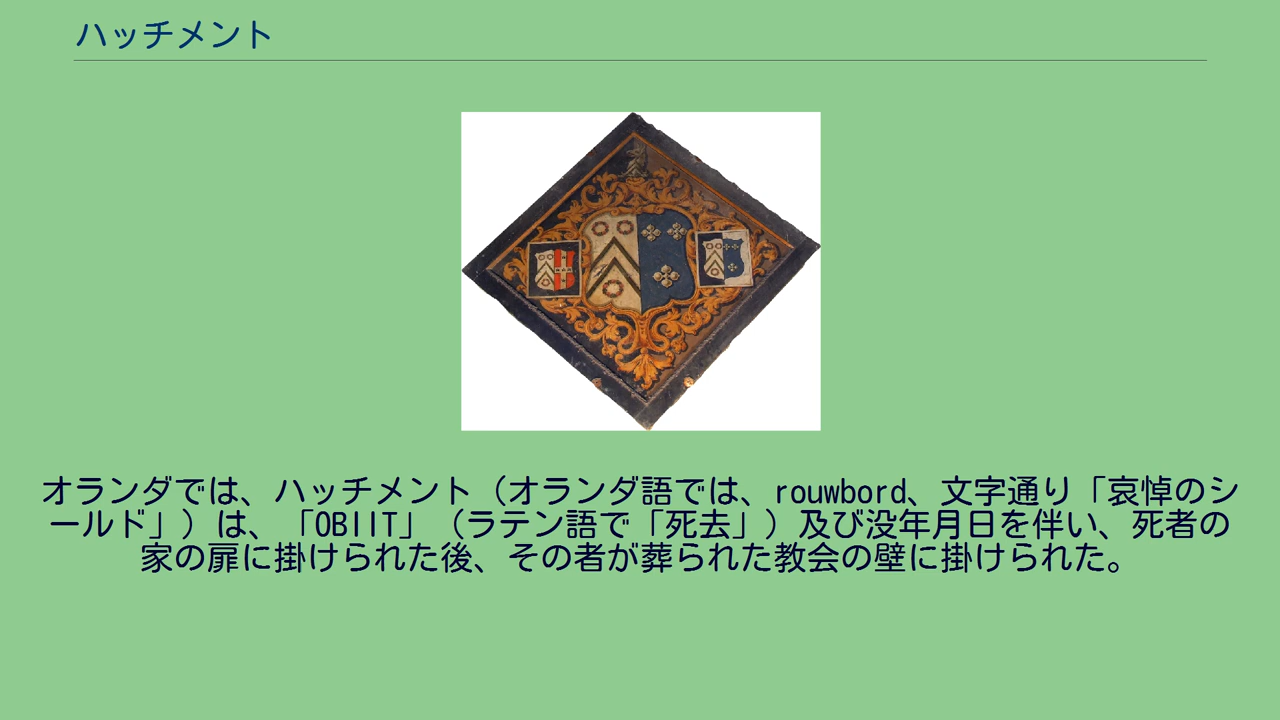 ハッチメント
オランダでは、ハッチメント（オランダ語では、rouwbord、文字通り「哀悼のシ
ールド」）は、「OBIIT」（ラテン語で「死去」）及び没年月日を伴い、死者の
家の扉に掛けられた後、その者が葬られた教会の壁に掛けられた。